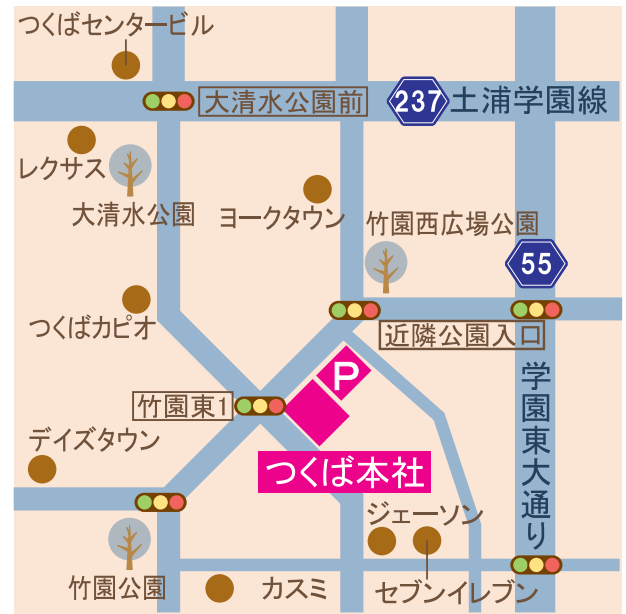 つくばセンタービル
大清水公園前
237
土浦学園線
レクサス
大清水公園
ヨークタウン
竹園西広場公園
55
つくばカピオ
近隣公園入口
P
竹園東1
学園東大通り
デイズタウン
つくば本社
ジェーソン
竹園公園
カスミ
セブンイレブン